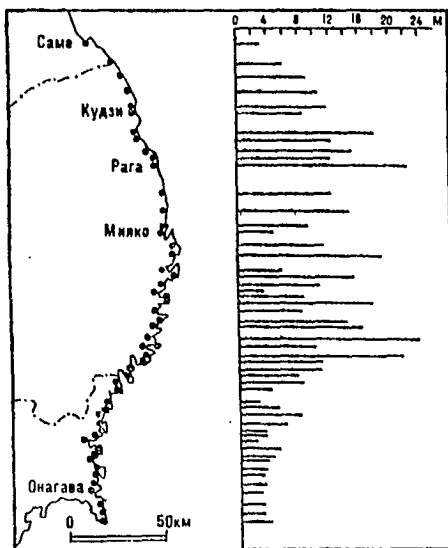 0 4 8 12 16 20 24 М
Саме
Кудзи
Рага
Мияко
Онагава
0 50км